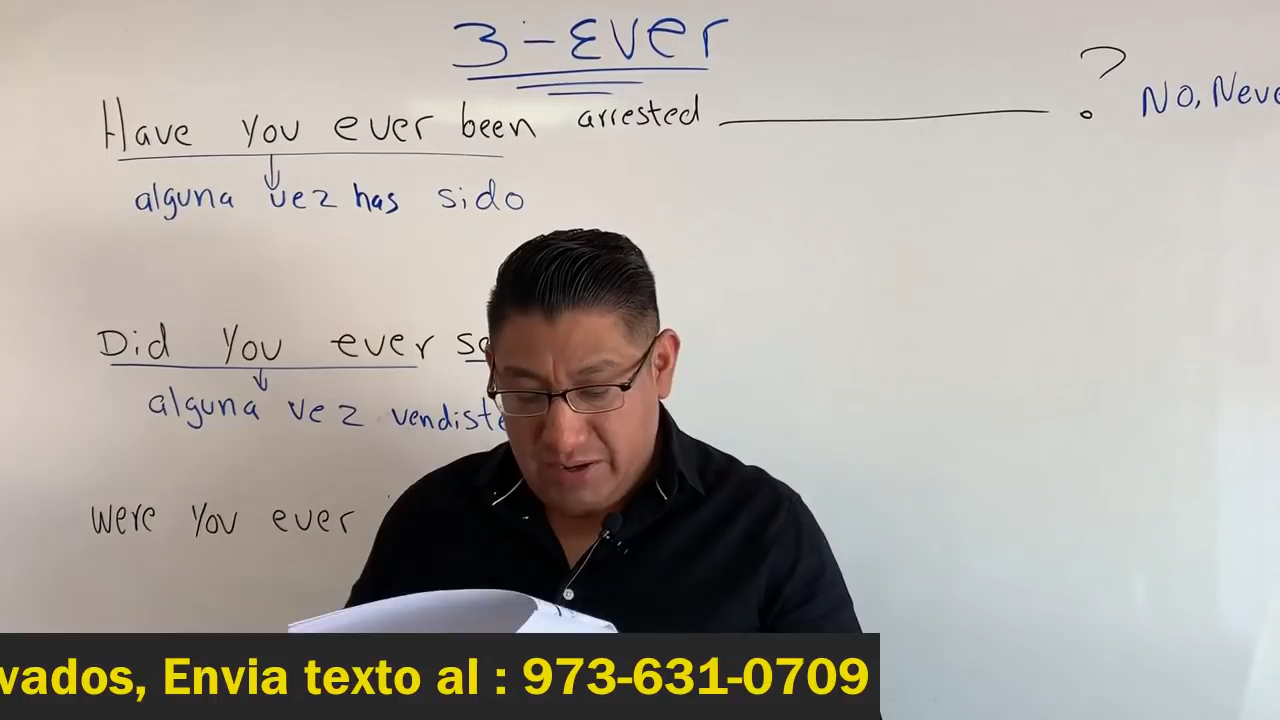 3-Ever
Have you ever been arrested ________?
No, Neve
alguna vez has sido
Did You ever
alguna vez vendiste
were You ever
vados, Envia texto al : 973-631-0709